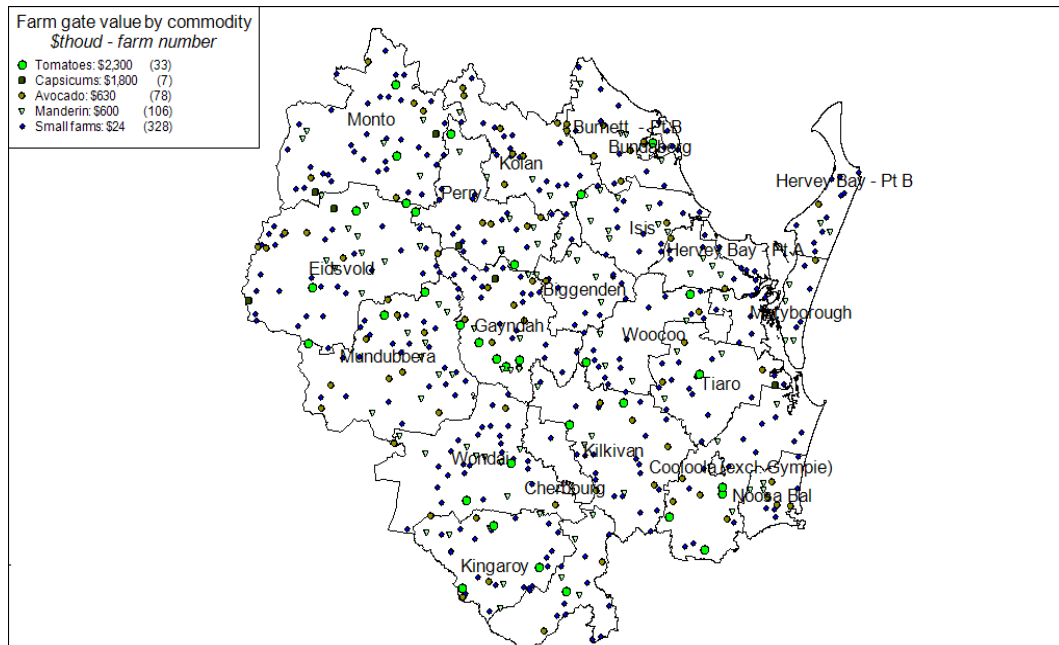 Farm gate value by commodity
$thoud - farm number
Tomatoes: $2,300 (33)
Capsicums: $1,800 (7)
Avocado: $630 (78)
Manderin: $600 (106)
Small farms: $24 (328)
Monto
Burnett - Pt B
Bundaberg
Kolan
Hervey Bay - Pt B
Perry
Isis
Hervey Bay - Pt A
Eidsvold
Biggenden
Maryborough
Gayndah
Woocoo
Mundubbera
Tiaro
Kilkivan
Wondai
Cooloola (excl. Gympie)
Cherbourg
Noosa Bal
Kingaroy